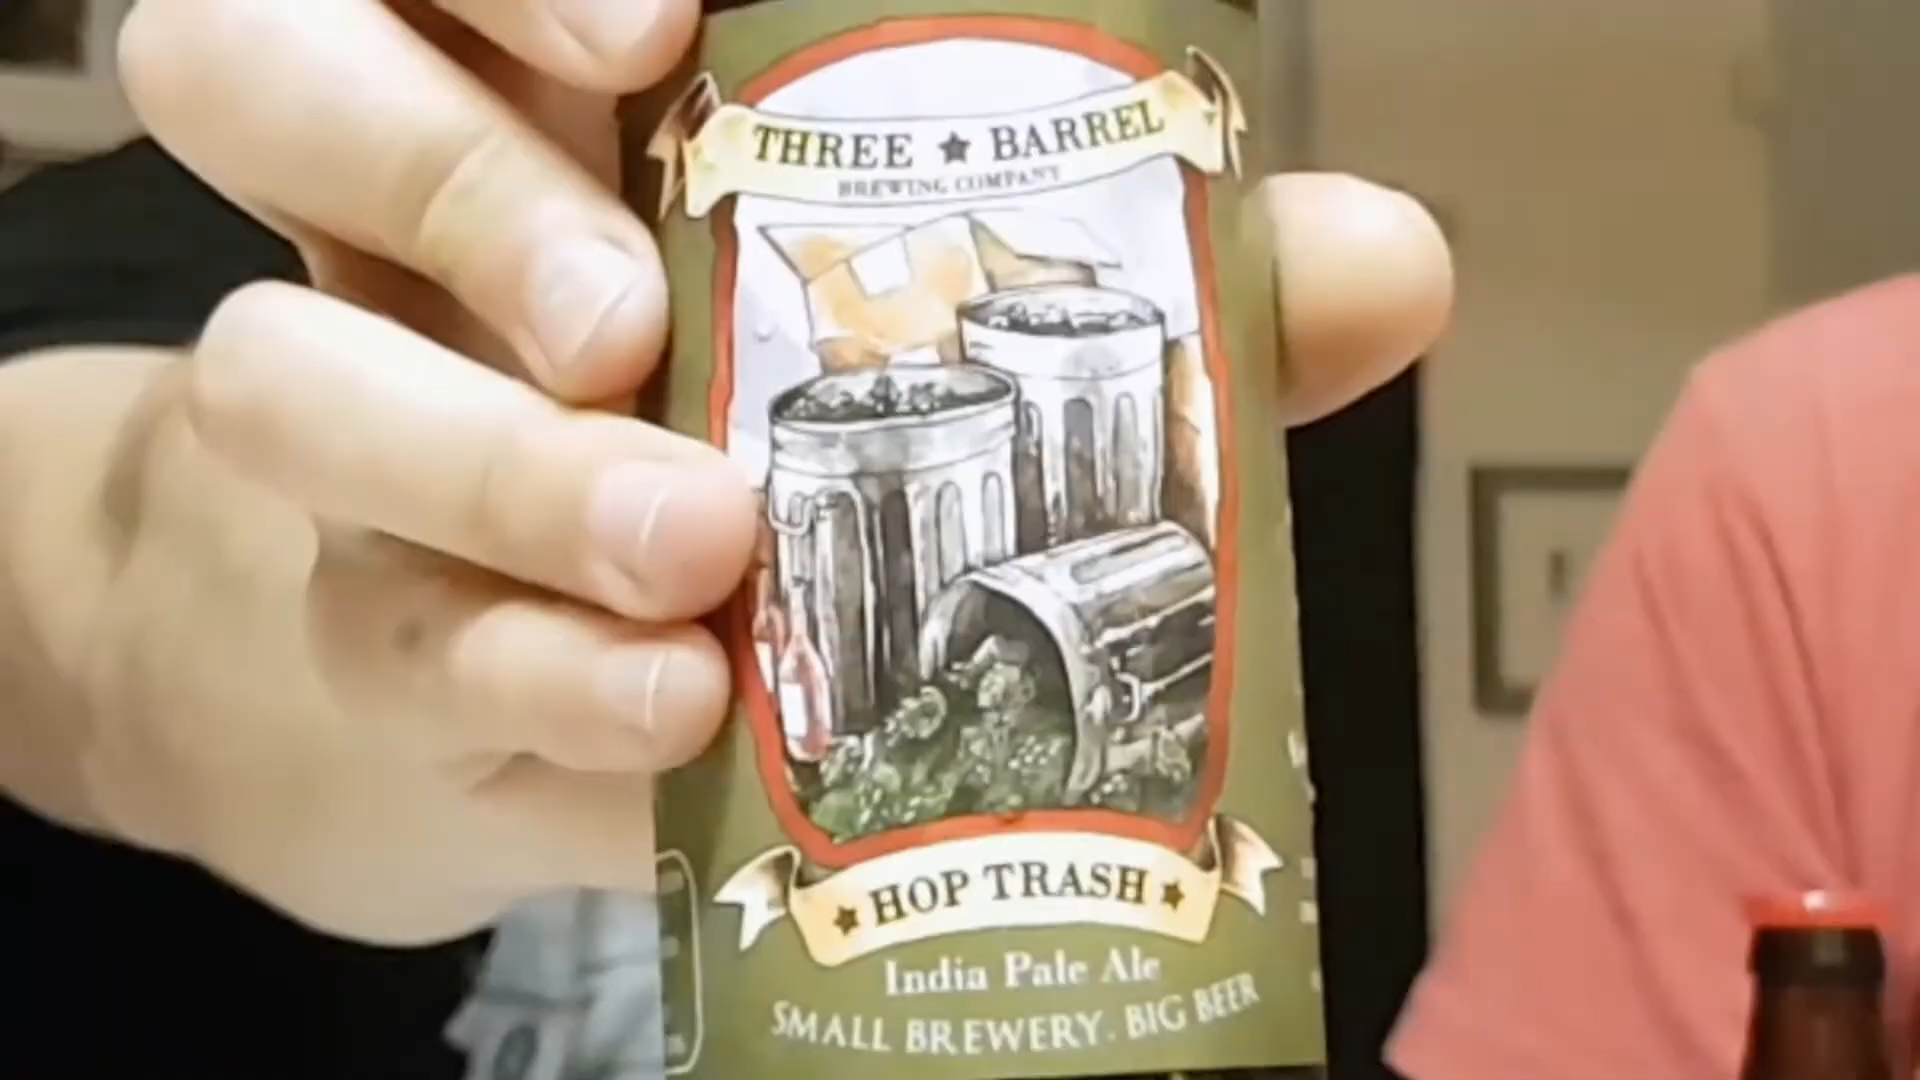 THREE ★ BARREL
BREWING COMPANY
★ HOP TRASH ★
India Pale Ale
SMALL BREWERY. BIG BEER